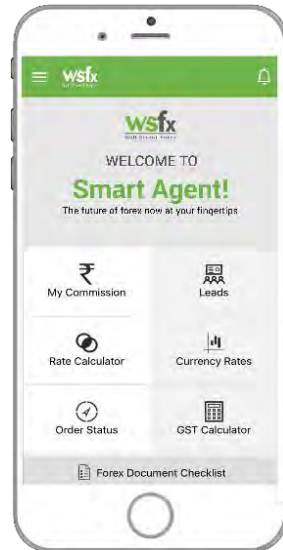 wsfx
wsfx
WELCOME TO
Smart Agent!
The future of forex now at your fingertips
₹
My Commission
Leads
Rate Calculator
Currency Rates
Order Status
GST Calculator
Forex Document Checklist